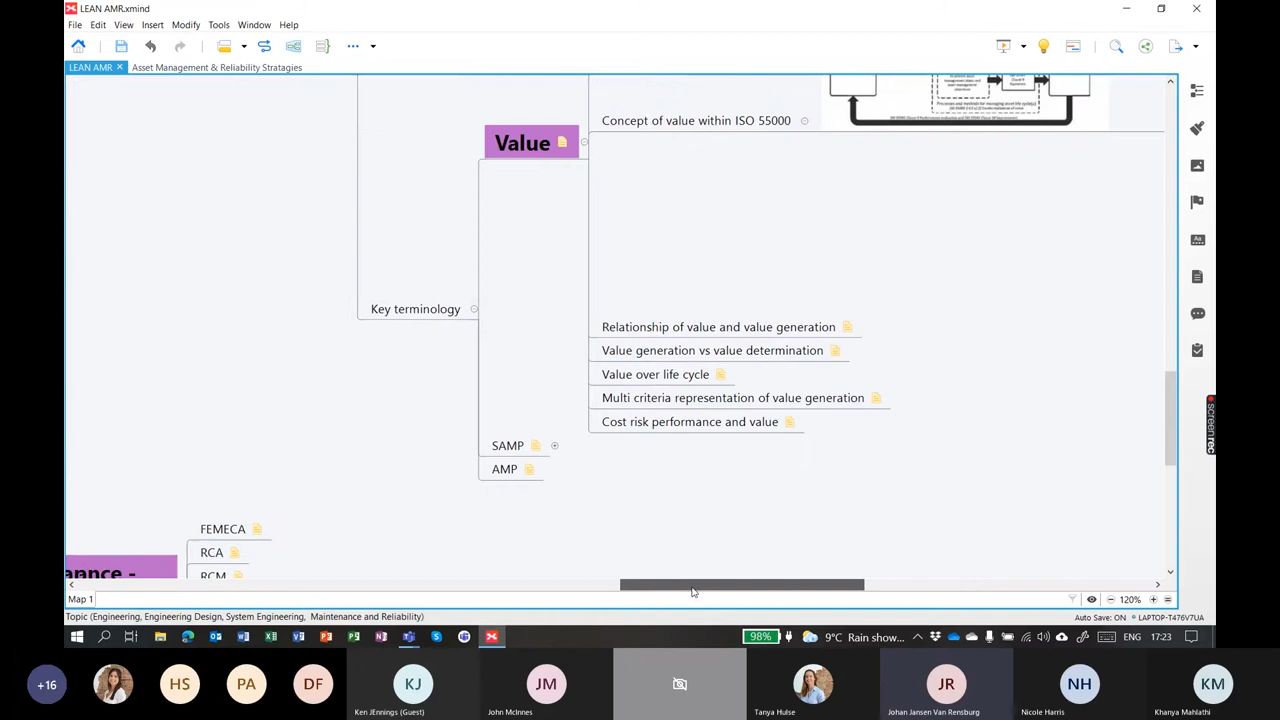 LEAN AMR.xmind
File Edit View Insert Modify Tools Window Help
LEAN AMR Asset Management & Reliability Stratagies
Concept of value within ISO 55000
Value
Key terminology
Relationship of value and value generation
Value generation vs value determination
Value over life cycle
Multi criteria representation of value generation
Cost risk performance and value
SAMP
AMP
FEMECA
RCA
RCM
Map 1
120%
Topic (Engineering, Engineering Design, System Engineering, Maintenance and Reliability)
Auto Save: ON LAPTOP-T476V7UA
98% 9°C Rain show... ENG 17:23
screenrec
+16 HS PA DF KJ JM JR NH KM
Ken JEnnings (Guest) John McInnes Tanya Hulse Johan Jansen Van Rensburg Nicole Harris Khanya Mahlathi